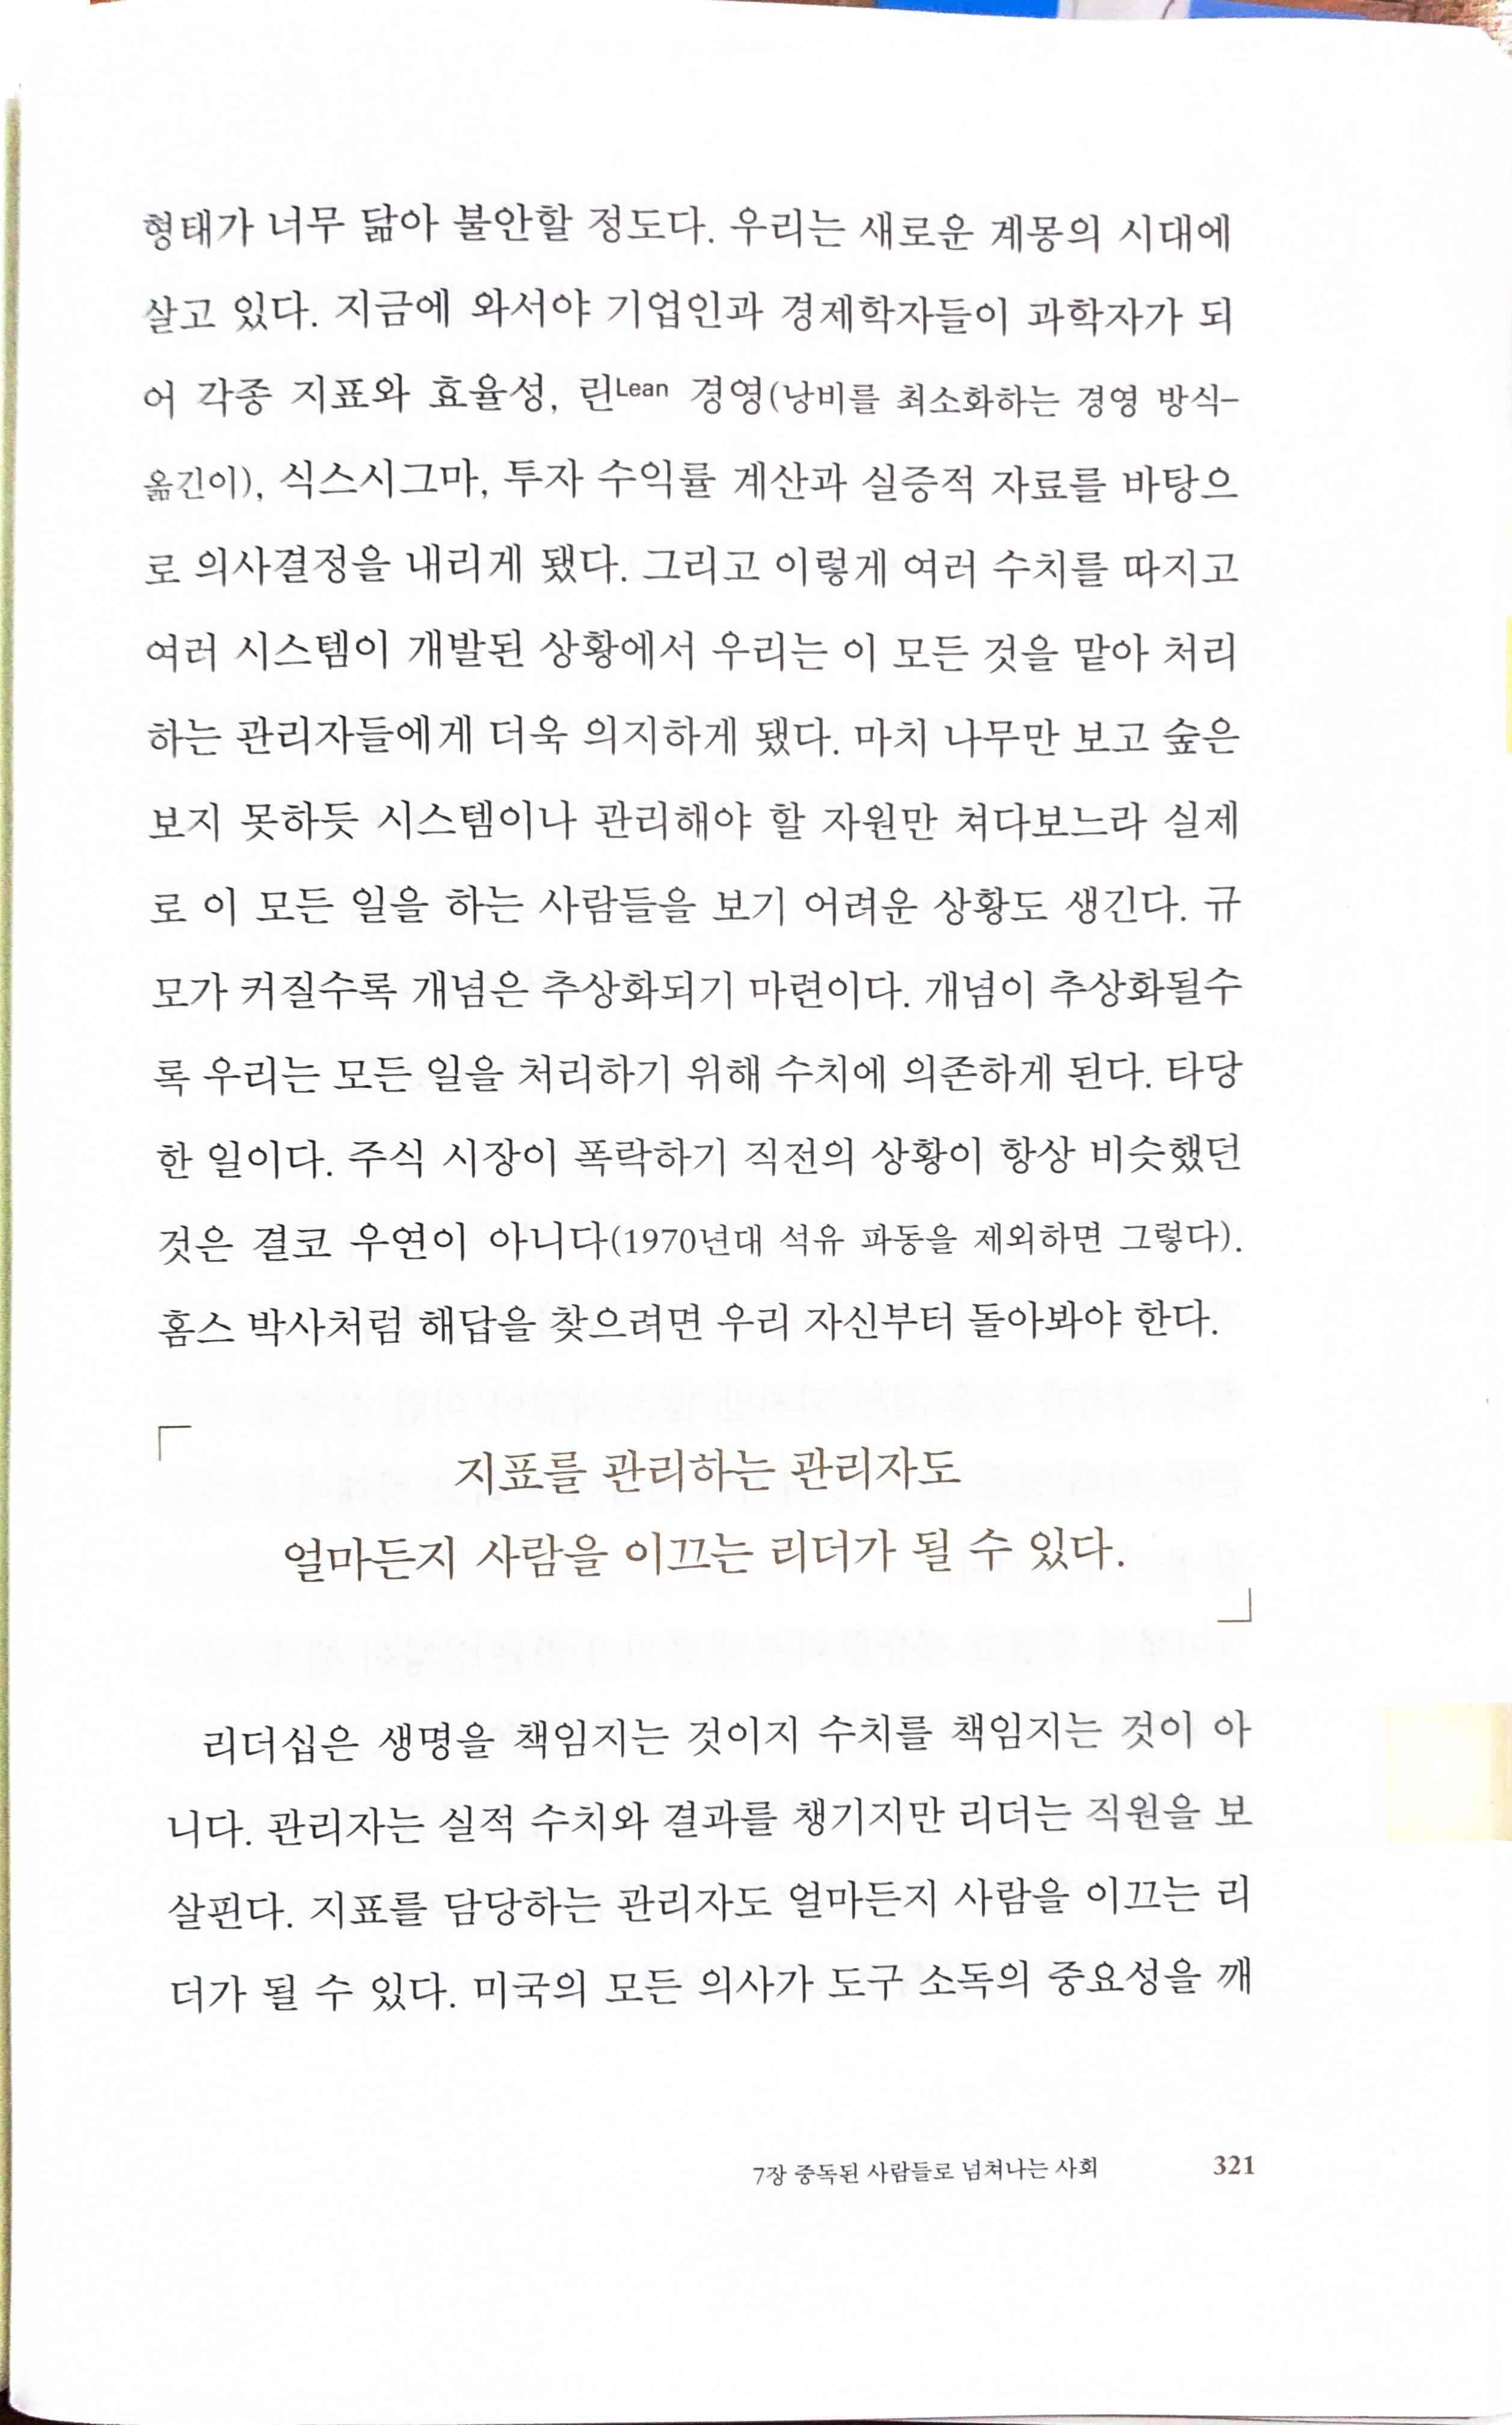 형태가 너무 닮아 불안할 정도다. 우리는 새로운 계몽의 시대에
살고 있다. 지금에 와서야 기업인과 경제학자들이 과학자가 되
어 각종 지표와 효율성, 린Lean 경영(낭비를 최소화하는 경영 방식-
옮긴이), 식스시그마, 투자 수익률 계산과 실증적 자료를 바탕으
로 의사결정을 내리게 됐다. 그리고 이렇게 여러 수치를 따지고
여러 시스템이 개발된 상황에서 우리는 이 모든 것을 맡아 처리
하는 관리자들에게 더욱 의지하게 됐다. 마치 나무만 보고 숲은
보지 못하듯 시스템이나 관리해야 할 자원만 쳐다보느라 실제
로 이 모든 일을 하는 사람들을 보기 어려운 상황도 생긴다. 규
모가 커질수록 개념은 추상화되기 마련이다. 개념이 추상화될수
록 우리는 모든 일을 처리하기 위해 수치에 의존하게 된다. 타당
한 일이다. 주식 시장이 폭락하기 직전의 상황이 항상 비슷했던
것은 결코 우연이 아니다(1970년대 석유 파동을 제외하면 그렇다).
홈스 박사처럼 해답을 찾으려면 우리 자신부터 돌아봐야 한다.
「지표를 관리하는 관리자도
얼마든지 사람을 이끄는 리더가 될 수 있다.」
리더십은 생명을 책임지는 것이지 수치를 책임지는 것이 아
니다. 관리자는 실적 수치와 결과를 챙기지만 리더는 직원을 보
살핀다. 지표를 담당하는 관리자도 얼마든지 사람을 이끄는 리
더가 될 수 있다. 미국의 모든 의사가 도구 소독의 중요성을 깨
7장 중독된 사람들로 넘쳐나는 사회 321